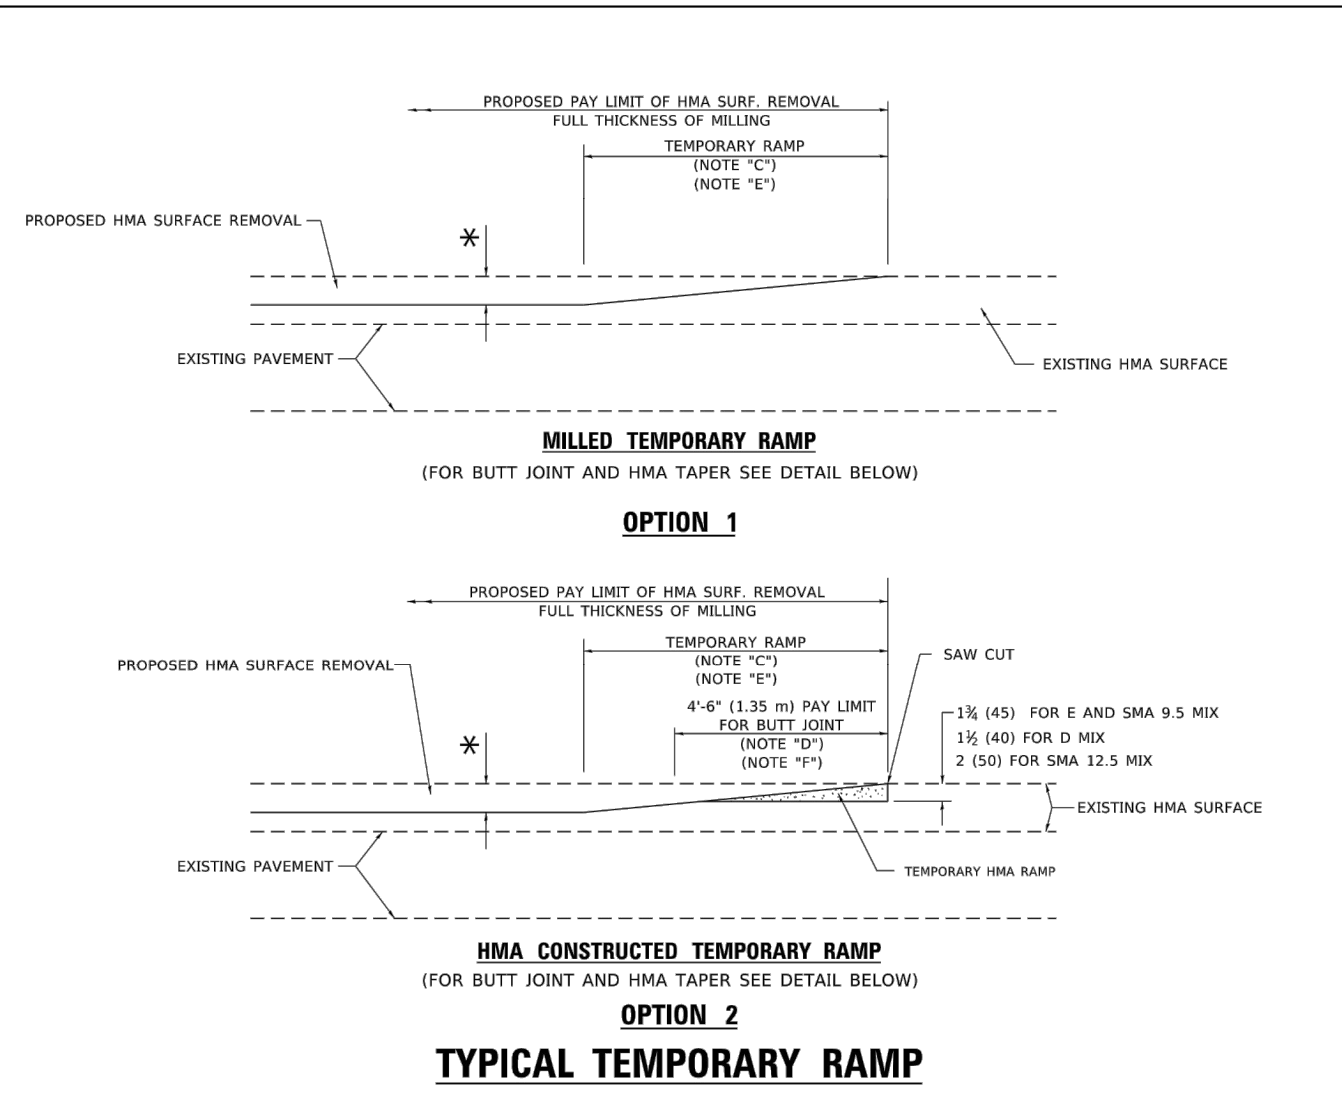 PROPOSED PAY LIMIT OF HMA SURF. REMOVAL
FULL THICKNESS OF MILLING
TEMPORARY RAMP
(NOTE "C")
(NOTE "E")
PROPOSED HMA SURFACE REMOVAL
*
EXISTING PAVEMENT
EXISTING HMA SURFACE
MILLED TEMPORARY RAMP
(FOR BUTT JOINT AND HMA TAPER SEE DETAIL BELOW)
OPTION 1
PROPOSED PAY LIMIT OF HMA SURF. REMOVAL
FULL THICKNESS OF MILLING
TEMPORARY RAMP
(NOTE "C")
(NOTE "E")
SAW CUT
PROPOSED HMA SURFACE REMOVAL
4'-6" (1.35 m) PAY LIMIT
FOR BUTT JOINT
(NOTE "D")
(NOTE "F")
1¾ (45) FOR E AND SMA 9.5 MIX
1½ (40) FOR D MIX
2 (50) FOR SMA 12.5 MIX
*
EXISTING HMA SURFACE
EXISTING PAVEMENT
TEMPORARY HMA RAMP
HMA CONSTRUCTED TEMPORARY RAMP
(FOR BUTT JOINT AND HMA TAPER SEE DETAIL BELOW)
OPTION 2
TYPICAL TEMPORARY RAMP